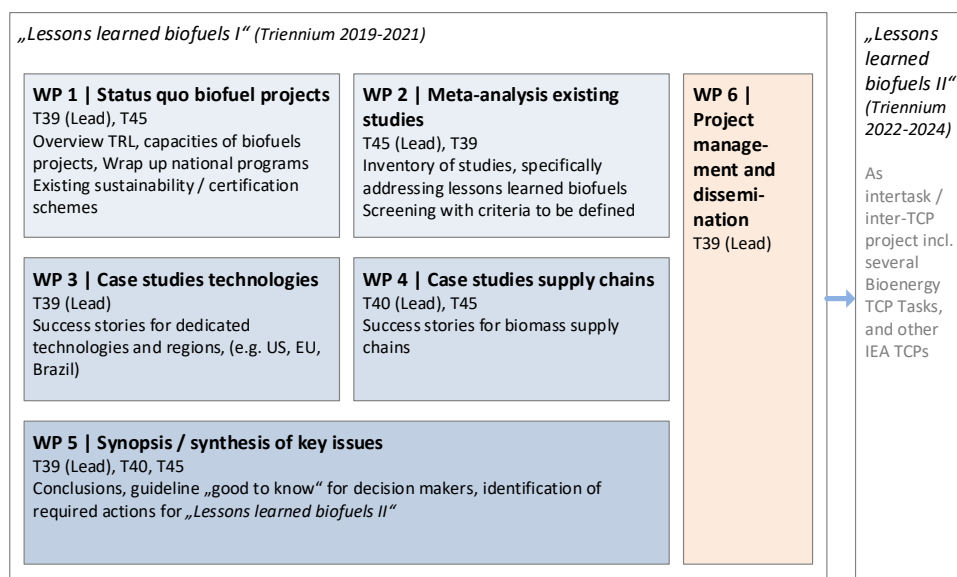 „Lessons learned biofuels I“ (Triennium 2019-2021)
WP 1 | Status quo biofuel projects
T39 (Lead), T45
Overview TRL, capacities of biofuels
projects, Wrap up national programs
Existing sustainability / certification
schemes
WP 2 | Meta-analysis existing
studies
T45 (Lead), T39
Inventory of studies, specifically
addressing lessons learned biofuels
Screening with criteria to be defined
WP 3 | Case studies technologies
T39 (Lead)
Success stories for dedicated
technologies and regions, (e.g. US, EU,
Brazil)
WP 4 | Case studies supply chains
T40 (Lead), T45
Success stories for biomass supply
chains
WP 5 | Synopsis / synthesis of key issues
T39 (Lead), T40, T45
Conclusions, guideline „good to know“ for decision makers, identification of
required actions for „Lessons learned biofuels II“
WP 6 |
Project
manage-
ment and
dissemi-
nation
T39 (Lead)
„Lessons
learned
biofuels II“
(Triennium
2022-2024)
As
intertask /
inter-TCP
project incl.
several
Bioenergy
TCP Tasks,
and other
IEA TCPs